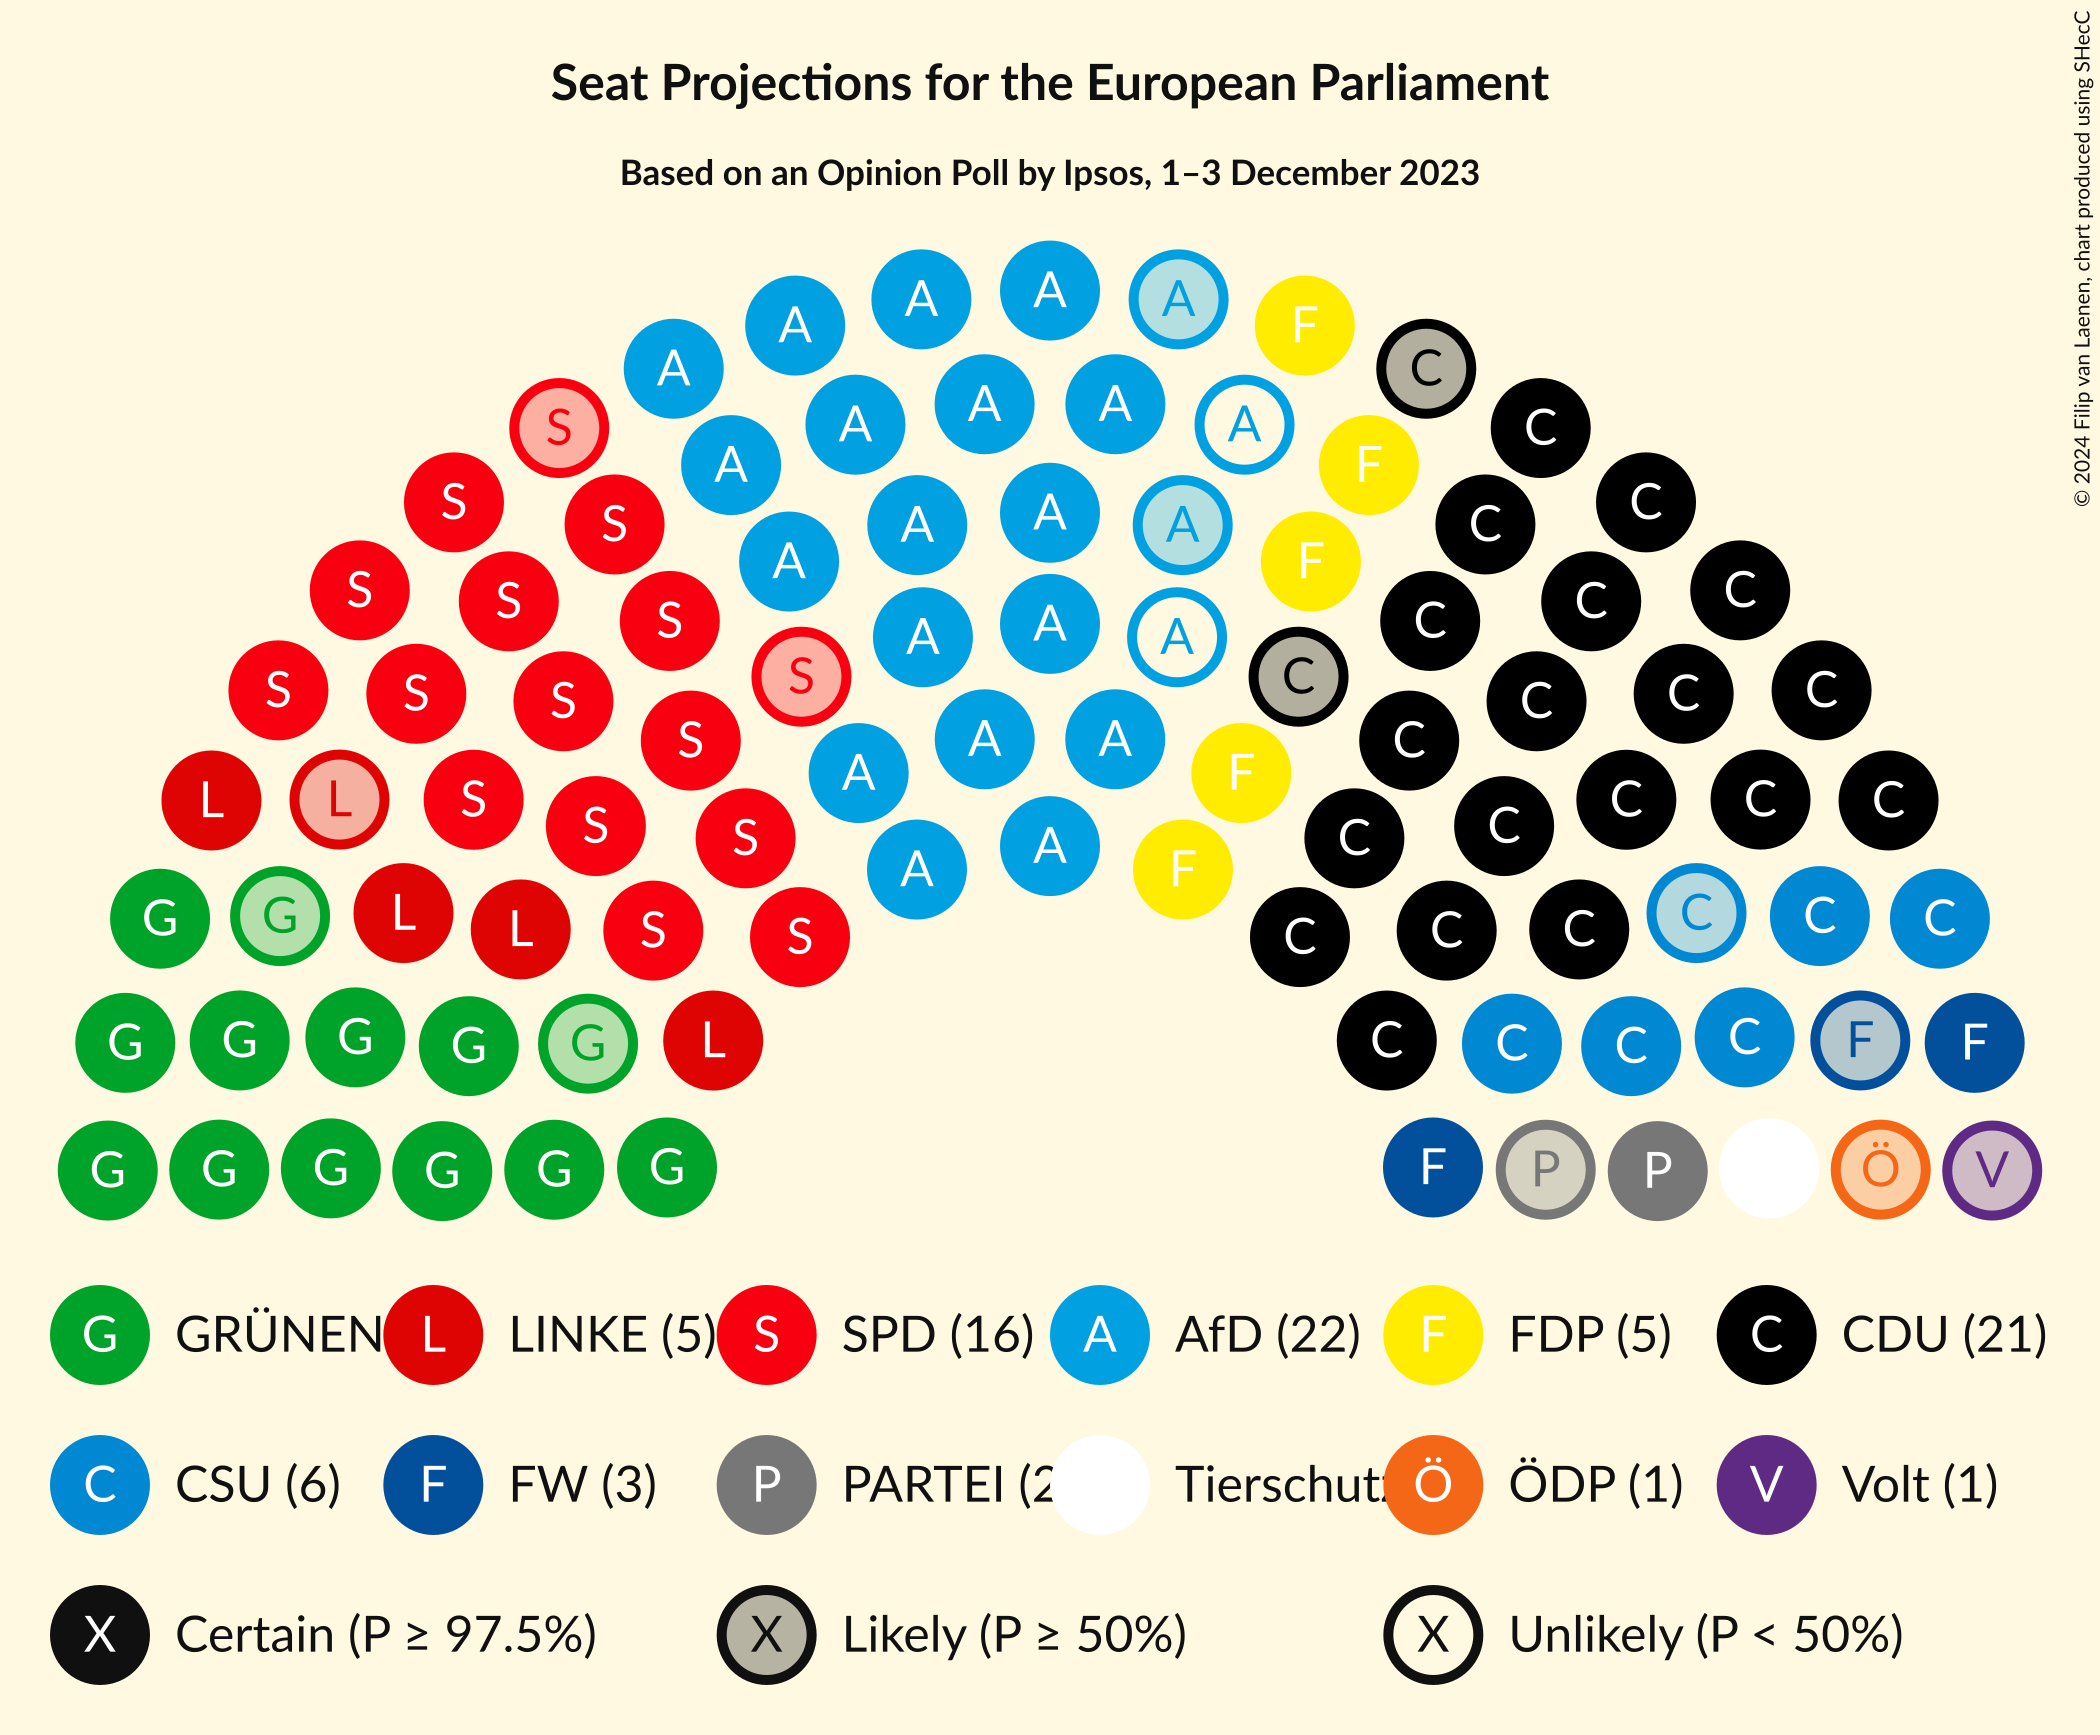 Seat Projections for the European Parliament
Based on an Opinion Poll by Ipsos, 1–3 December 2023
© 2024 Filip van Laenen, chart produced using SHecC
A A A A A F
A A A A F C
S A A A A C
S S A A A A F C C
S S A F C C
S S A A A C C C
S S S S A C C C C C
L L S S S A A A F C C C C C
G G L L S S A A F C C C C C C
G G G G G L C C C C F F
G G G G G G F P P Ö V
G GRÜNEN L LINKE (5) S SPD (16) A AfD (22) F FDP (5) C CDU (21)
C CSU (6) F FW (3) P PARTEI (2 Tierschutz Ö ÖDP (1) V Volt (1)
X Certain (P ≥ 97.5%) X Likely (P ≥ 50%) X Unlikely (P < 50%)